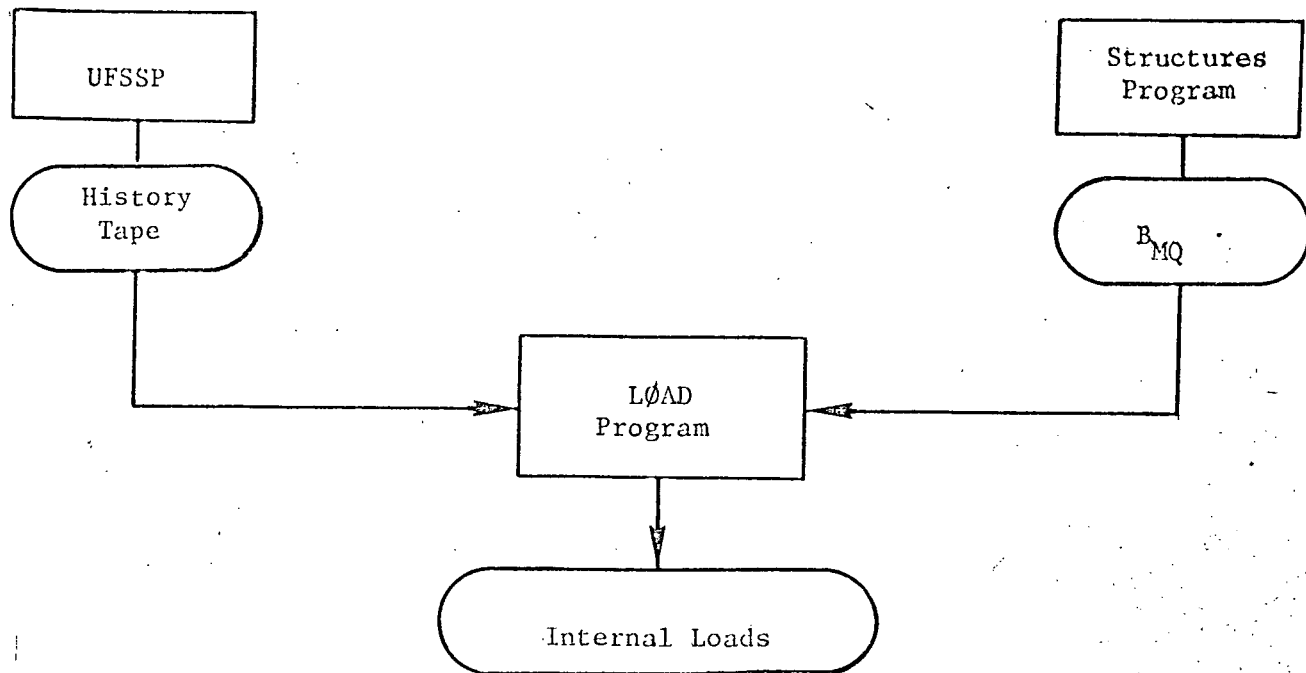 UFSSP
Structures
Program
History
Tape
B_MQ
LØAD
Program
Internal Loads